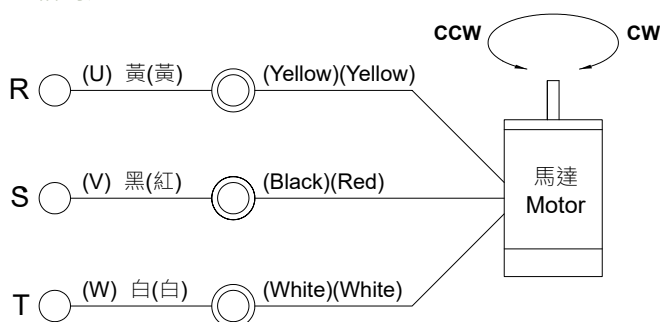 CCW CW
R (U) 黃(黃) (Yellow)(Yellow)
S (V) 黑(紅) (Black)(Red)
馬達
Motor
T (W) 白(白) (White)(White)